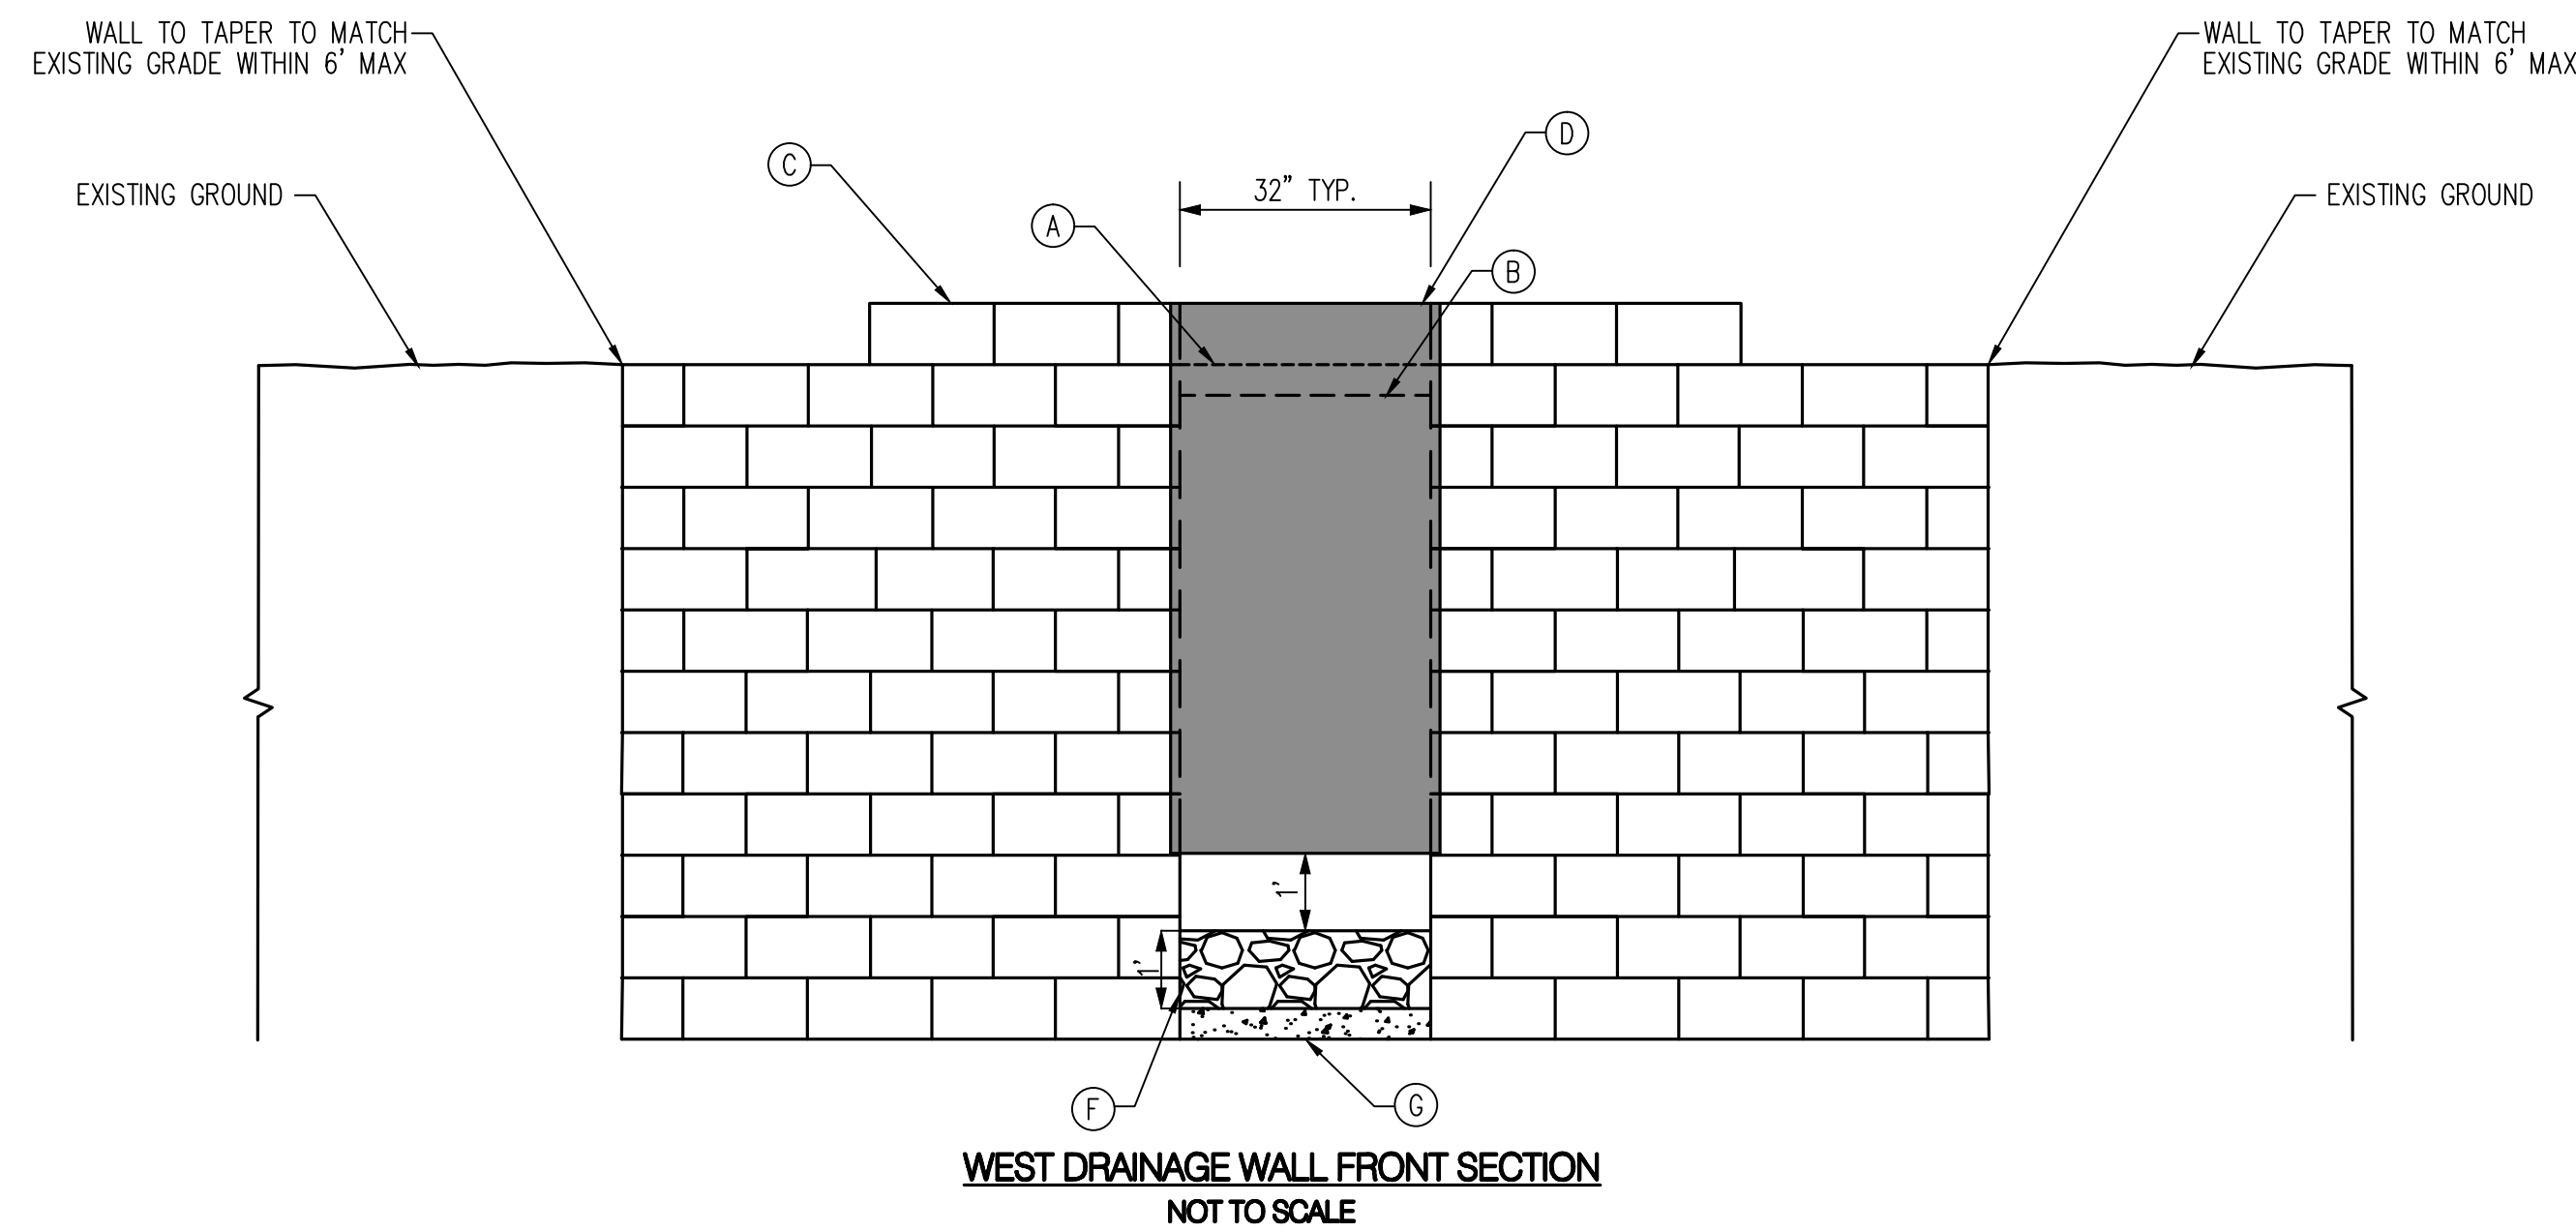 WALL TO TAPER TO MATCH
EXISTING GRADE WITHIN 6' MAX
WALL TO TAPER TO MATCH
EXISTING GRADE WITHIN 6' MAX
D
C
32" TYP.
EXISTING GROUND
EXISTING GROUND
A
B
1'
1'
F
G
WEST DRAINAGE WALL FRONT SECTION
NOT TO SCALE